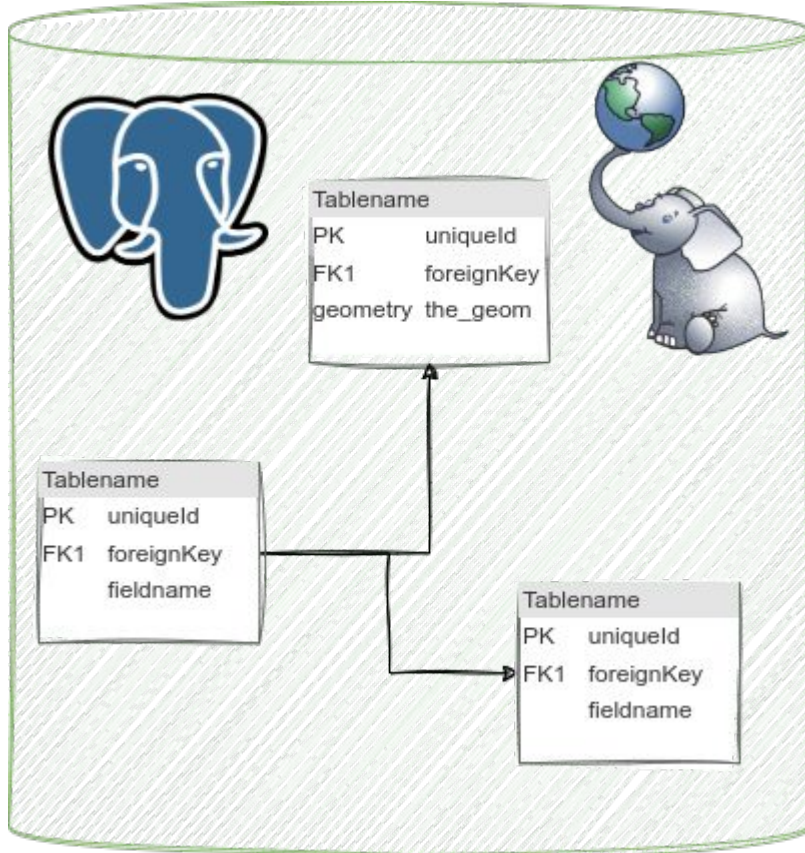 Tablename
PK uniqueId
FK1 foreignKey
geometry the_geom
Tablename
PK uniqueId
FK1 foreignKey
fieldname
Tablename
PK uniqueId
FK1 foreignKey
fieldname